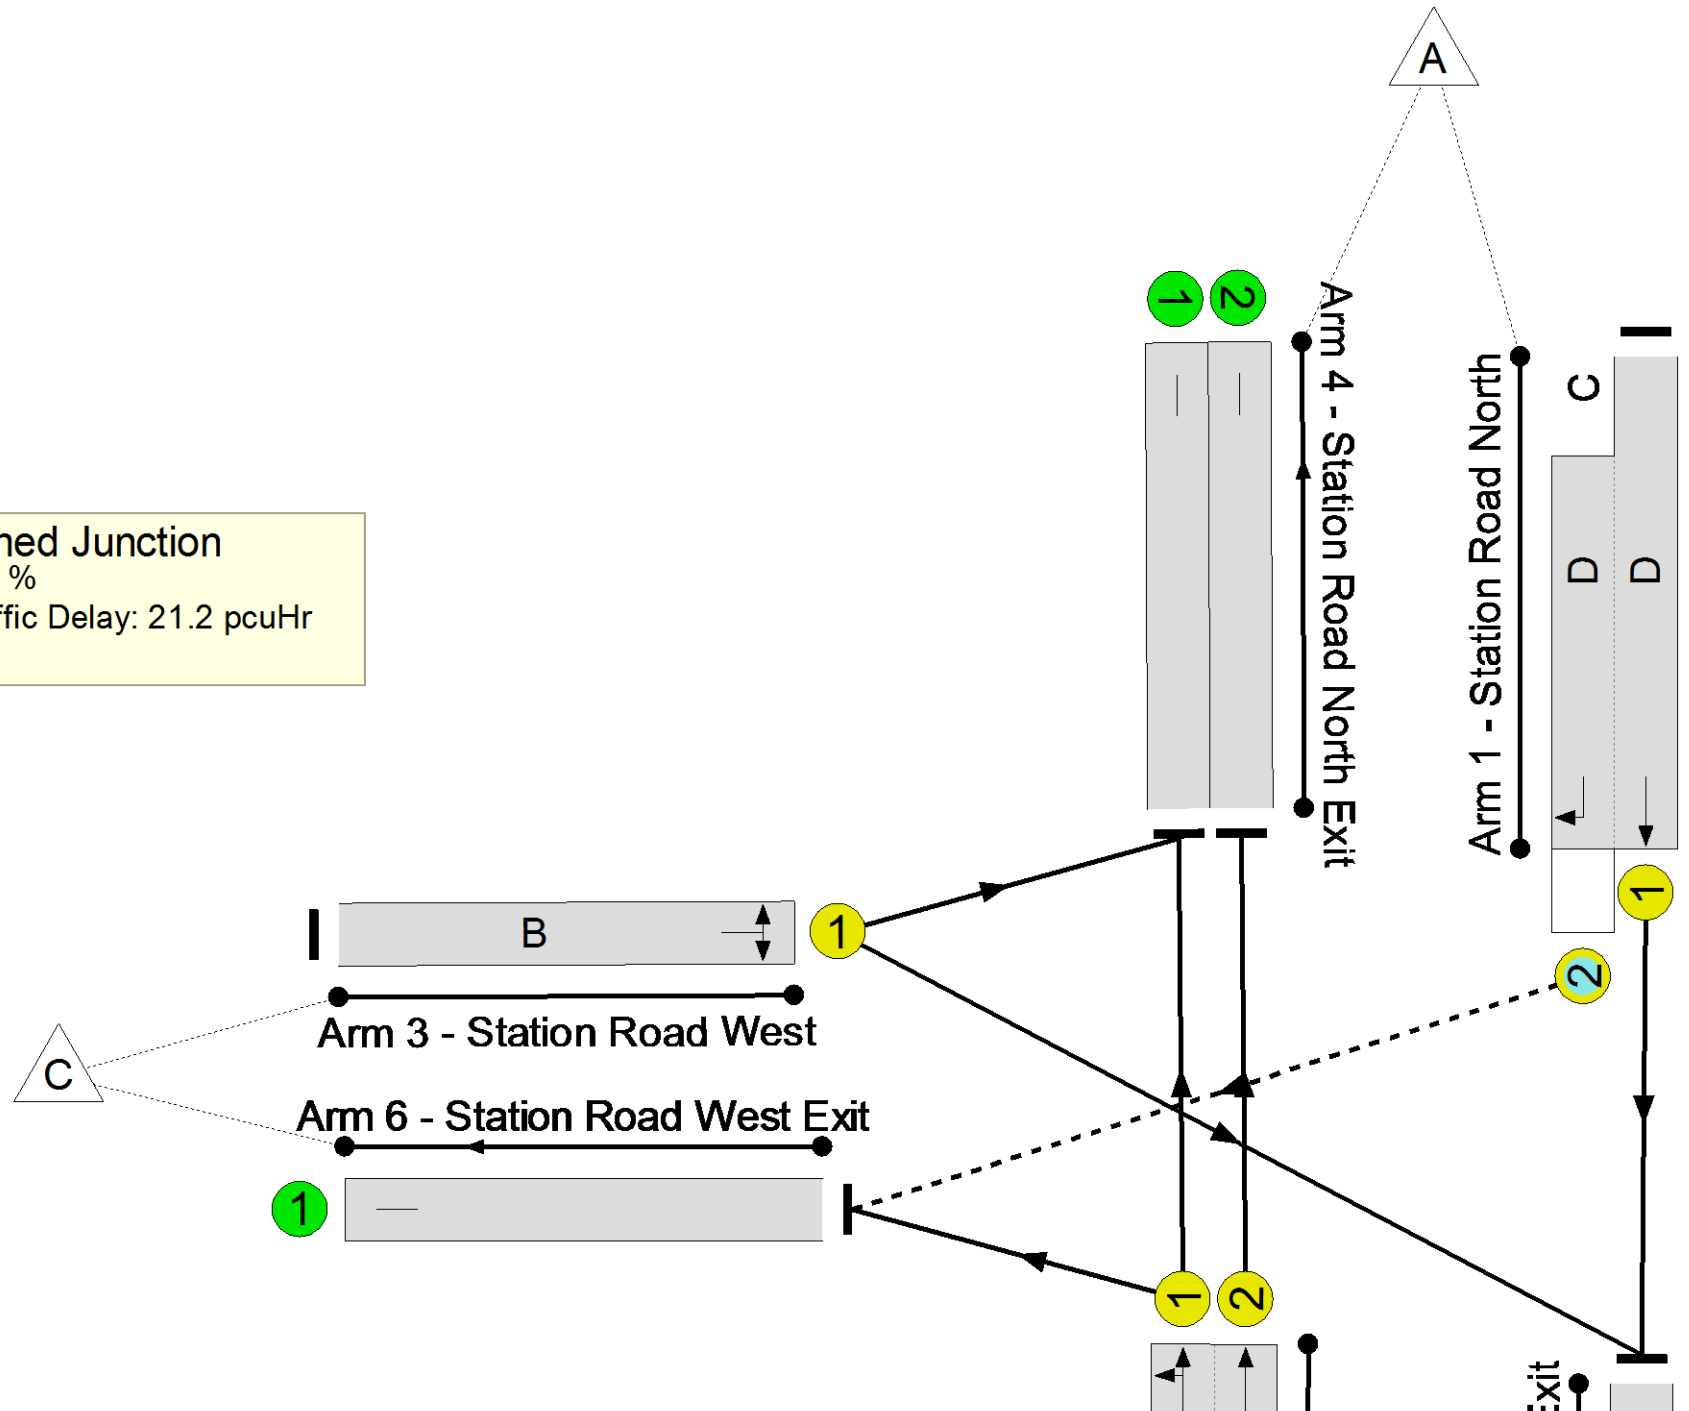 A
1
2
Arm 4 - Station Road North Exit
Arm 1 - Station Road North
C
D
D
ned Junction
%
ffic Delay: 21.2 pcuHr
B
1
1
2
Arm 3 - Station Road West
C
Arm 6 - Station Road West Exit
1
1
2
Exit